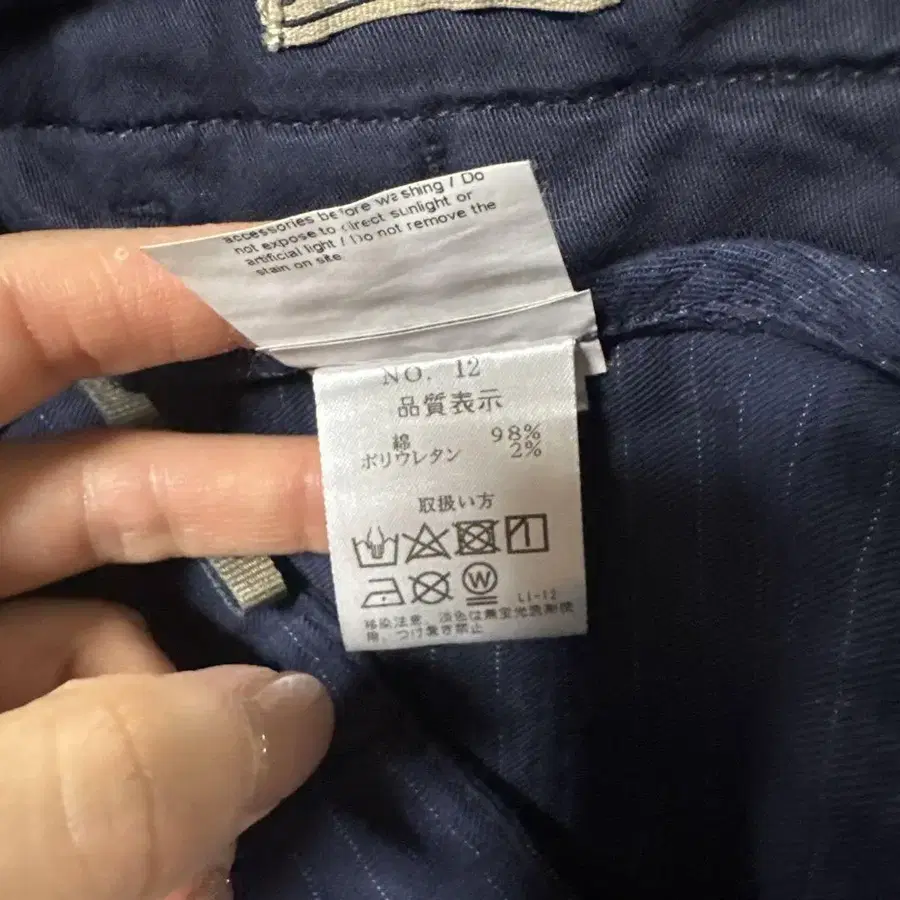 accessories before washing / Do
not expose to direct sunlight or
artificial light / Do not remove the
stain on site
NO. 12
品質表示
綿 98%
ポリウレタン 2%
取扱い方
W
LI-12
移染注意、淡色は無蛍光洗剤使
用、つけ置き禁止